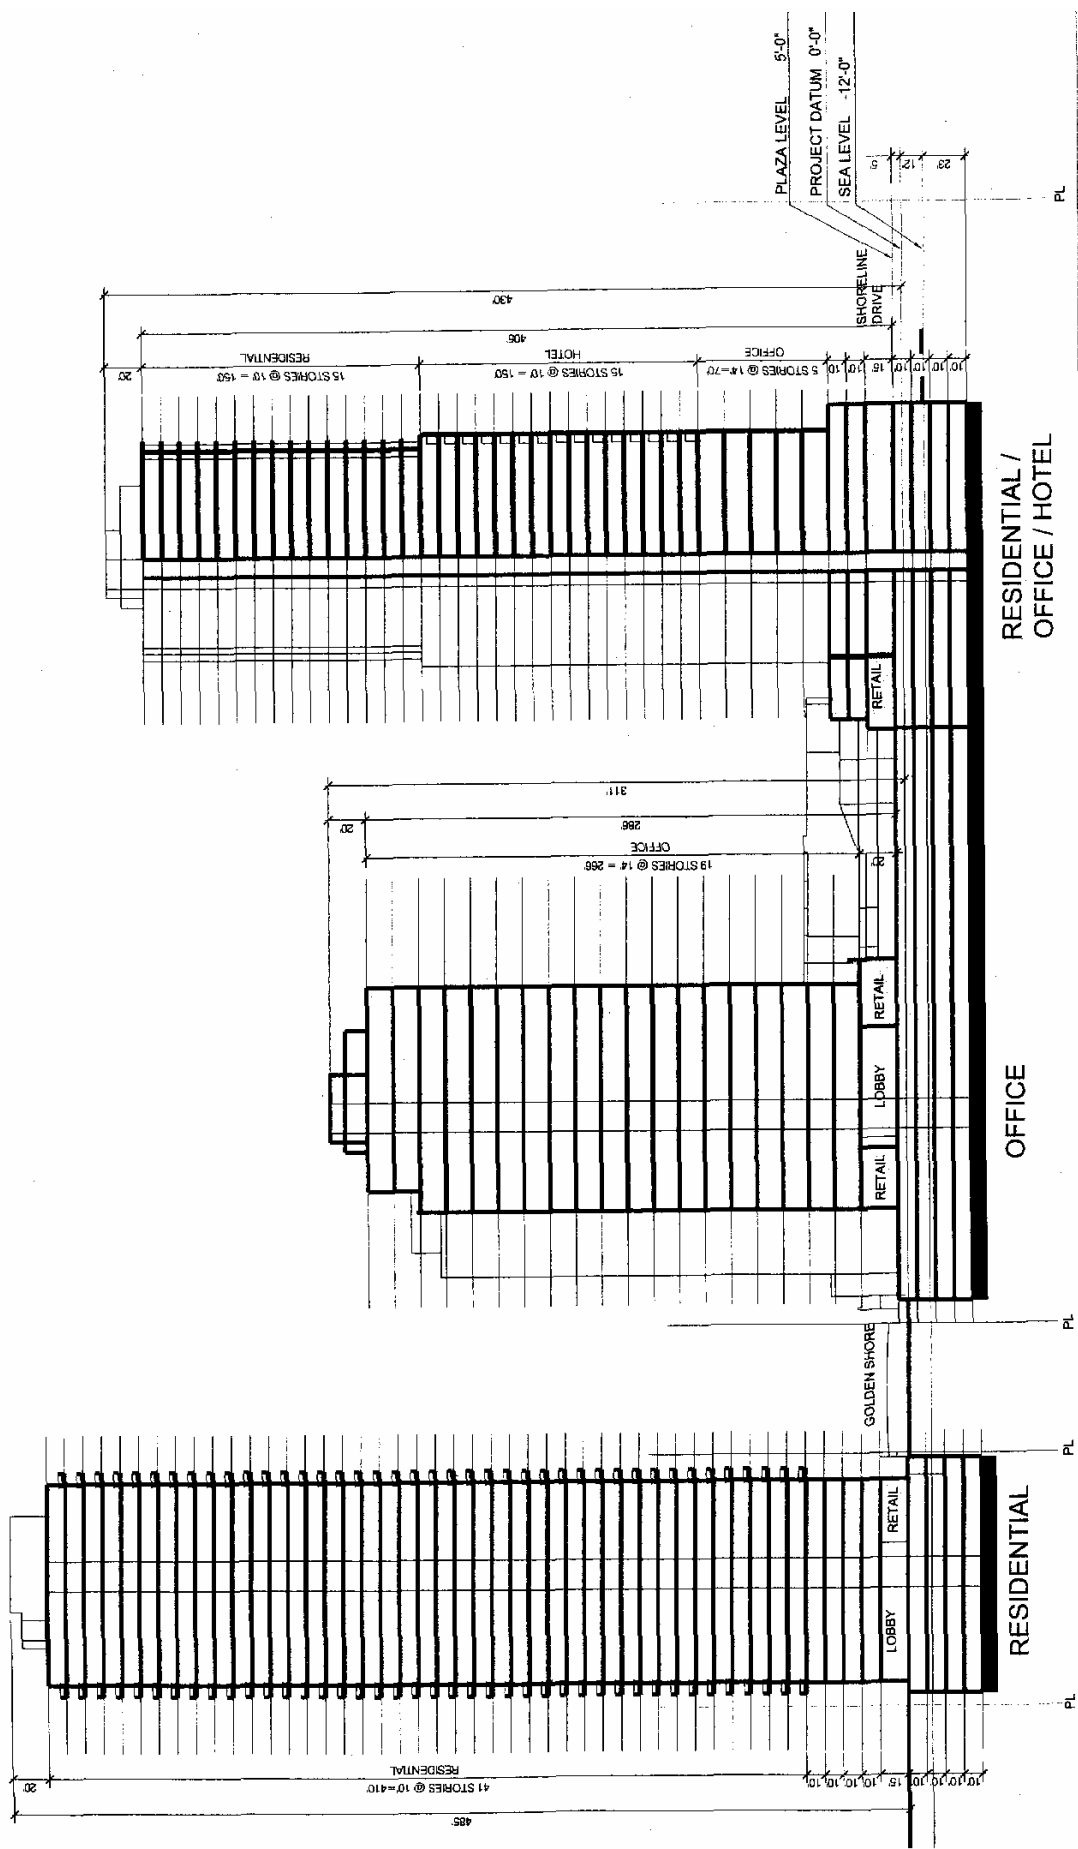 PLAZA LEVEL 5'-0"
PROJECT DATUM 0'-0"
SEA LEVEL -12'-0"
5'
12'
23'
PL
SHORELINE
DRIVE
430'
405'
20'
15 STORIES @ 10' = 150'
RESIDENTIAL
15 STORIES @ 10' = 150'
HOTEL
5 STORIES @ 14'=70'
OFFICE
10'
10'
15'
10'
10'
10'
10'
RETAIL
RESIDENTIAL /
OFFICE / HOTEL
311'
20'
286'
19 STORIES @ 14' = 266'
OFFICE
20'
RETAIL
LOBBY
RETAIL
OFFICE
PL
GOLDEN SHORE
PL
RETAIL
LOBBY
RESIDENTIAL
PL
20'
41 STORIES @ 10'=410'
RESIDENTIAL
10'
10'
10'
15'
10'
10'
10'
10'
485'